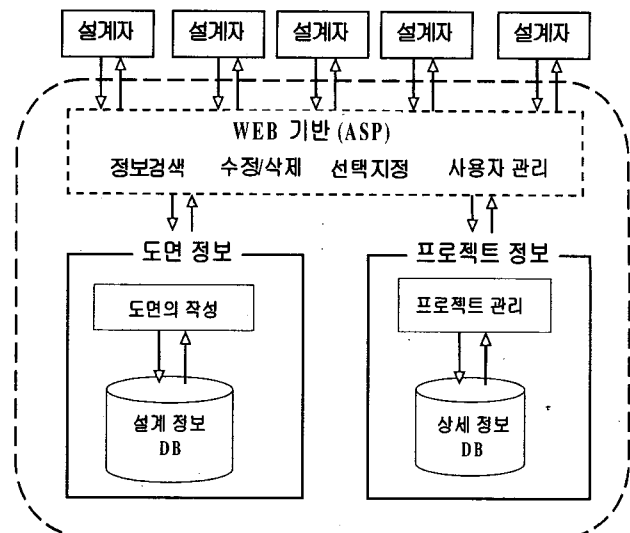 설계자 설계자 설계자 설계자 설계자
WEB 기반 (ASP)
정보검색 수정/삭제 선택지정 사용자 관리
도면 정보 프로젝트 정보
도면의 작성 프로젝트 관리
설계 정보 상세 정보
DB DB